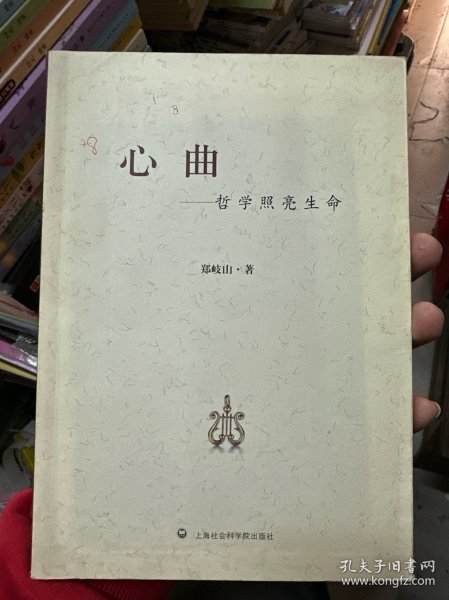 心 曲
——哲学照亮生命
郑岐山·著
上海社会科学院出版社
孔夫子旧书网
www.kongfz.com